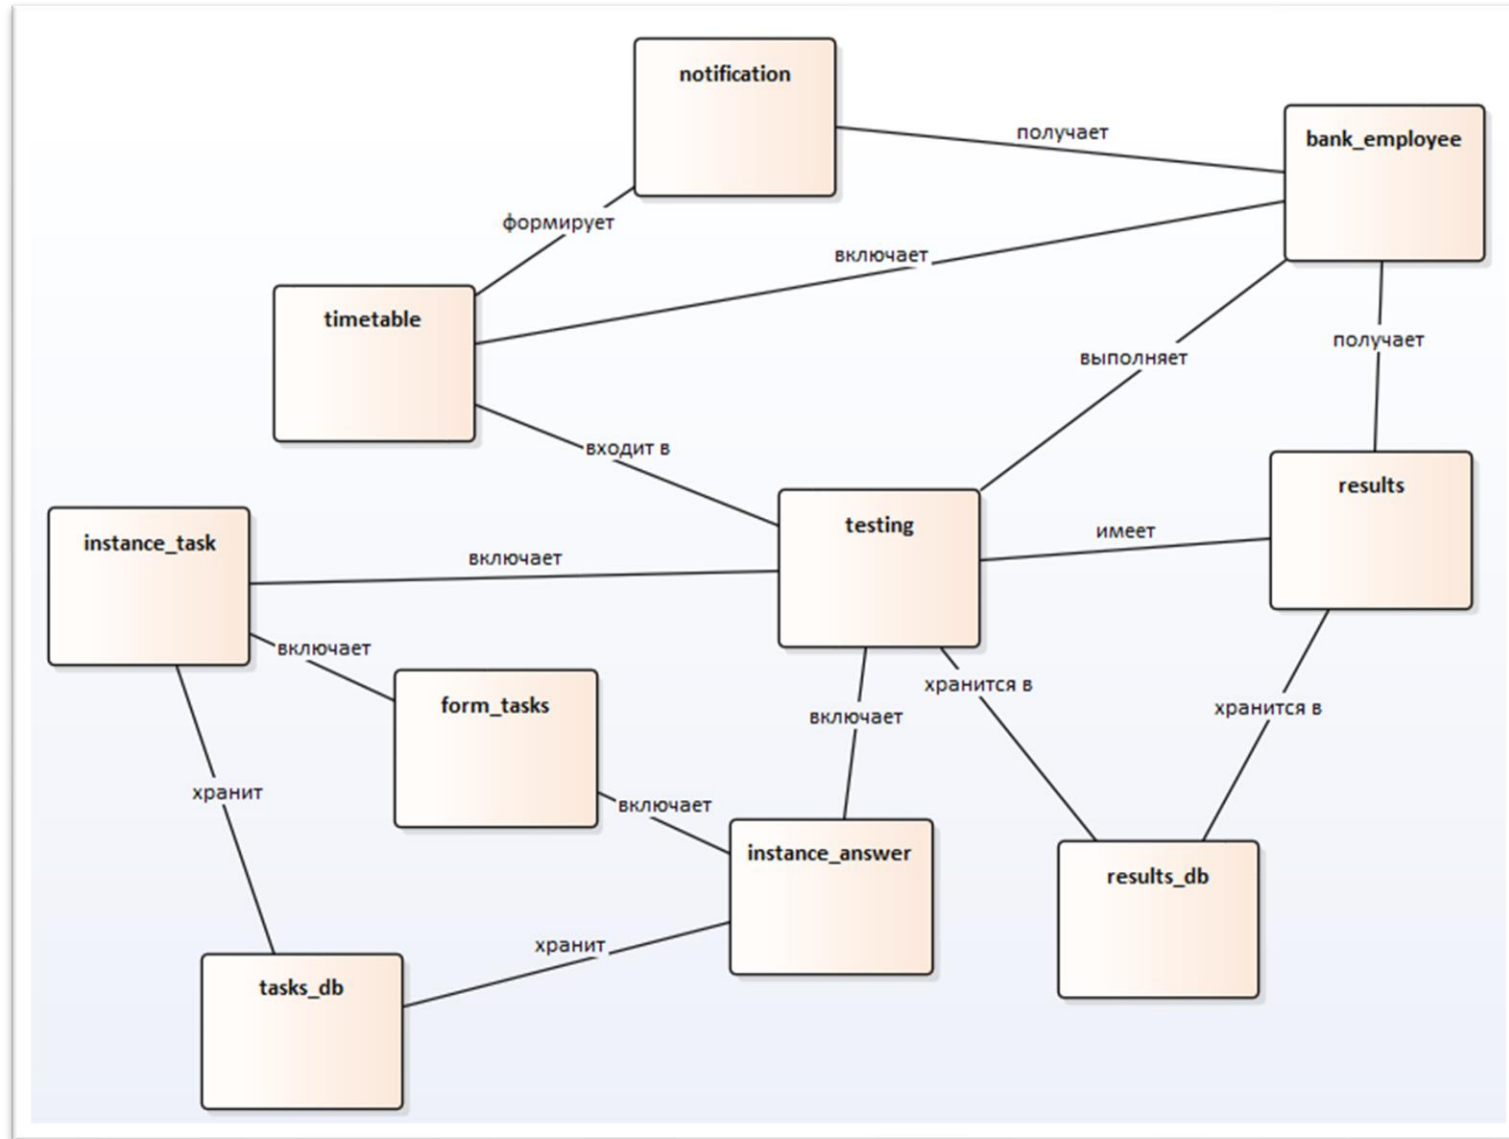 notification
получает
bank_employee
формирует
включает
timetable
получает
выполняет
входит в
results
testing
имеет
instance_task
включает
включает
form_tasks
хранится в
хранится в
включает
хранит
включает
instance_answer
results_db
хранит
tasks_db